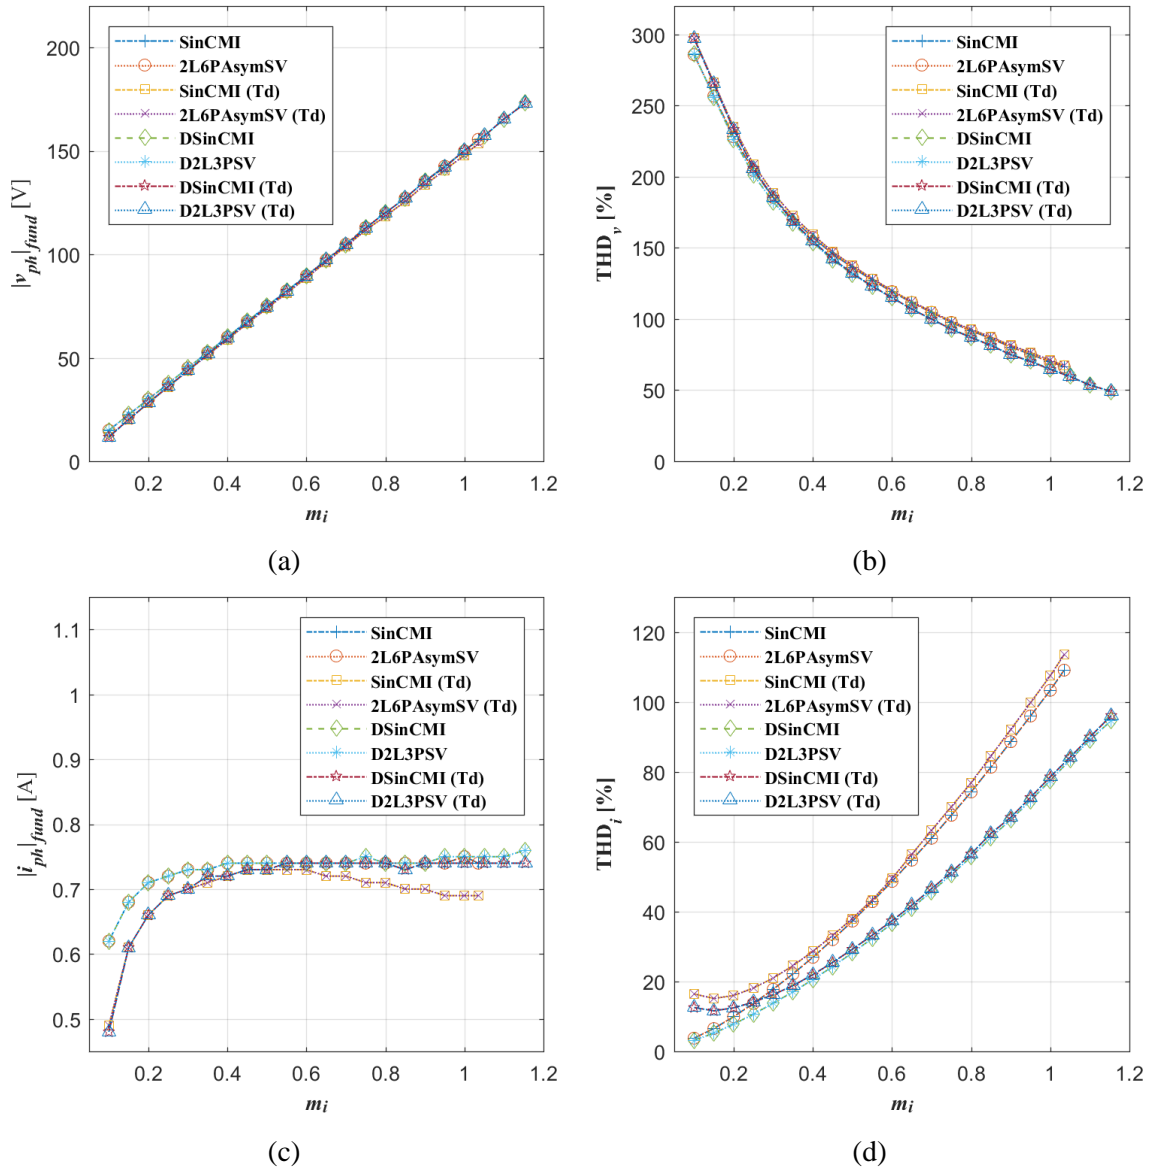 200
150
100
50
0
|v_ph|_fund [V]
SinCMI
2L6PAsymSV
SinCMI (Td)
2L6PAsymSV (Td)
DSinCMI
D2L3PSV
DSinCMI (Td)
D2L3PSV (Td)
0.2 0.4 0.6 0.8 1 1.2
m_i
(a)
300
250
200
150
100
50
0
THD_v [%]
SinCMI
2L6PAsymSV
SinCMI (Td)
2L6PAsymSV (Td)
DSinCMI
D2L3PSV
DSinCMI (Td)
D2L3PSV (Td)
0.2 0.4 0.6 0.8 1 1.2
m_i
(b)
1.1
1
0.9
0.8
0.7
0.6
0.5
|i_ph|_fund [A]
SinCMI
2L6PAsymSV
SinCMI (Td)
2L6PAsymSV (Td)
DSinCMI
D2L3PSV
DSinCMI (Td)
D2L3PSV (Td)
0.2 0.4 0.6 0.8 1 1.2
m_i
(c)
120
100
80
60
40
20
0
THD_i [%]
SinCMI
2L6PAsymSV
SinCMI (Td)
2L6PAsymSV (Td)
DSinCMI
D2L3PSV
DSinCMI (Td)
D2L3PSV (Td)
0.2 0.4 0.6 0.8 1 1.2
m_i
(d)